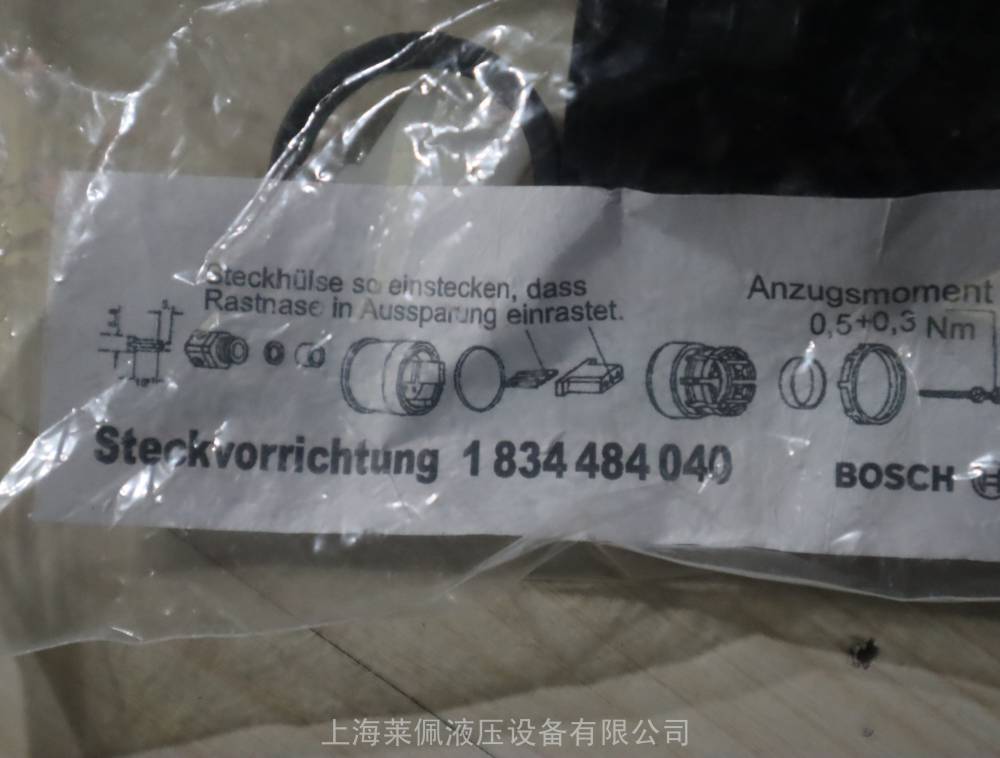 Steckhülse so einstecken, dass
Rastnase in Aussparung einrastet.
Anzugsmoment
0,5+0,3 Nm
Steckvorrichtung 1 834 484 040
BOSCH
上海莱佩液压设备有限公司